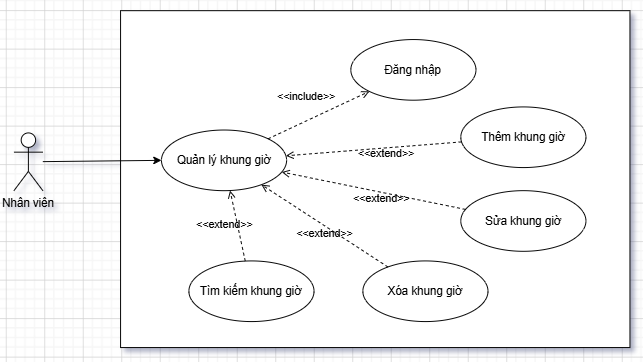 Đăng nhập
<<include>>
Thêm khung giờ
<<extend>>
Quản lý khung giờ
Nhân viên
<<extend>>
Sửa khung giờ
<<extend>>
<<extend>>
Tìm kiếm khung giờ
Xóa khung giờ